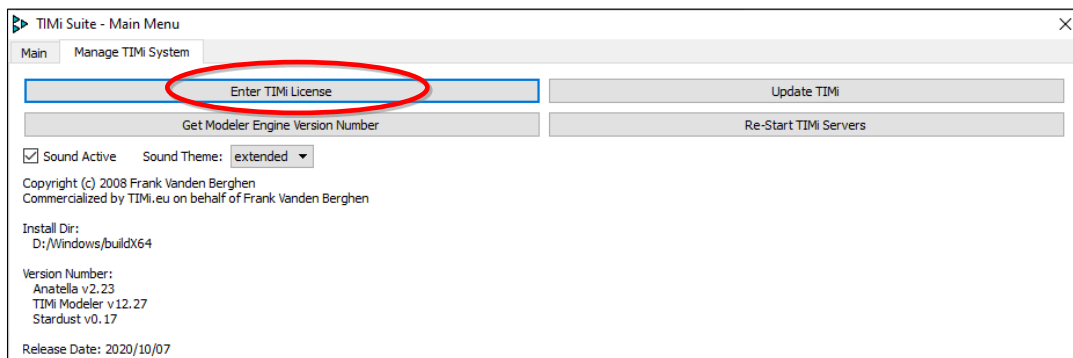 TIMi Suite - Main Menu
Main Manage TIMi System
Enter TIMi License Update TIMi
Get Modeler Engine Version Number Re-Start TIMi Servers
Sound Active Sound Theme: extended
Copyright (c) 2008 Frank Vanden Berghen
Commercialized by TIMi.eu on behalf of Frank Vanden Berghen
Install Dir:
D:/Windows/buildX64
Version Number:
Anatella v2.23
TIMi Modeler v12.27
Stardust v0.17
Release Date: 2020/10/07